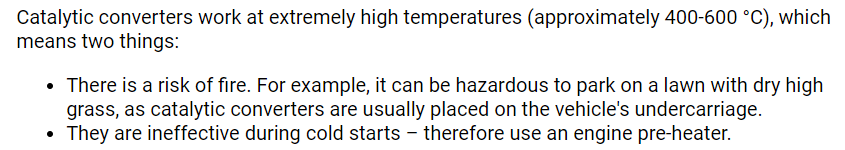 Catalytic converters work at extremely high temperatures (approximately 400-600 °C), which
means two things:
• There is a risk of fire. For example, it can be hazardous to park on a lawn with dry high
grass, as catalytic converters are usually placed on the vehicle's undercarriage.
• They are ineffective during cold starts – therefore use an engine pre-heater.